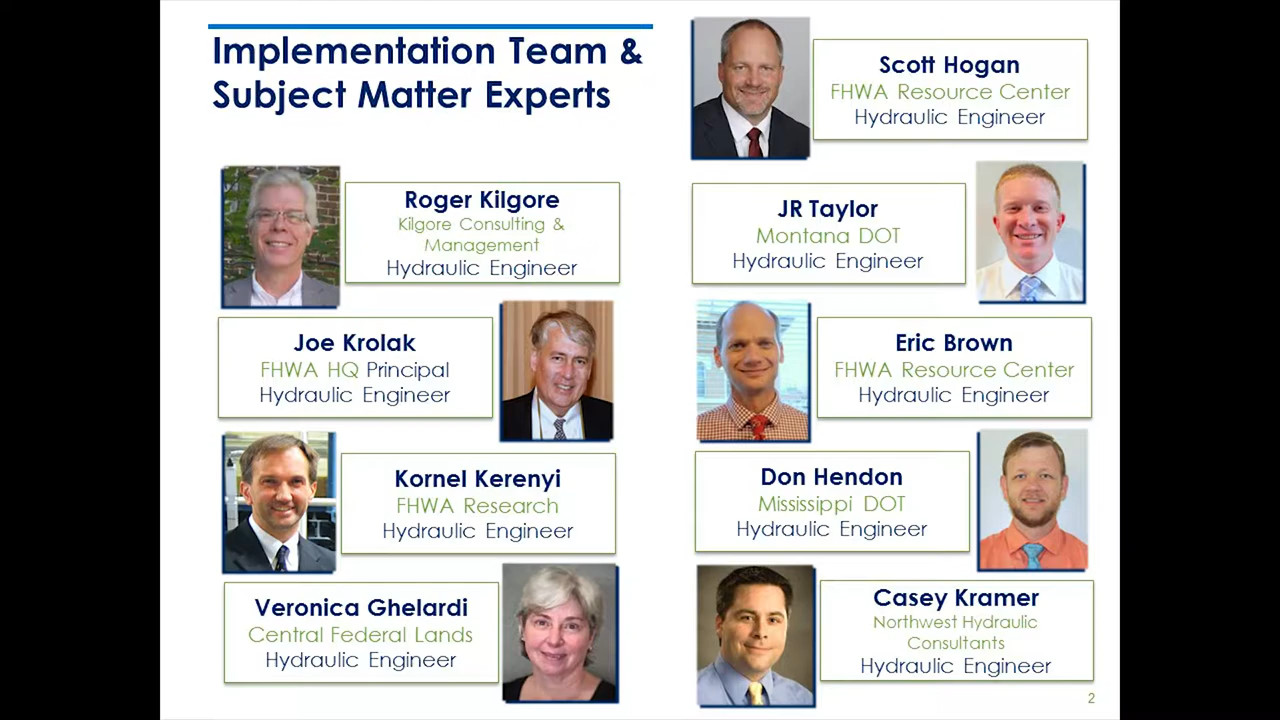 Implementation Team &
Subject Matter Experts
Scott Hogan
FHWA Resource Center
Hydraulic Engineer
Roger Kilgore
Kilgore Consulting &
Management
Hydraulic Engineer
JR Taylor
Montana DOT
Hydraulic Engineer
Joe Krolak
FHWA HQ Principal
Hydraulic Engineer
Eric Brown
FHWA Resource Center
Hydraulic Engineer
Kornel Kerenyi
FHWA Research
Hydraulic Engineer
Don Hendon
Mississippi DOT
Hydraulic Engineer
Veronica Ghelardi
Central Federal Lands
Hydraulic Engineer
Casey Kramer
Northwest Hydraulic
Consultants
Hydraulic Engineer
2